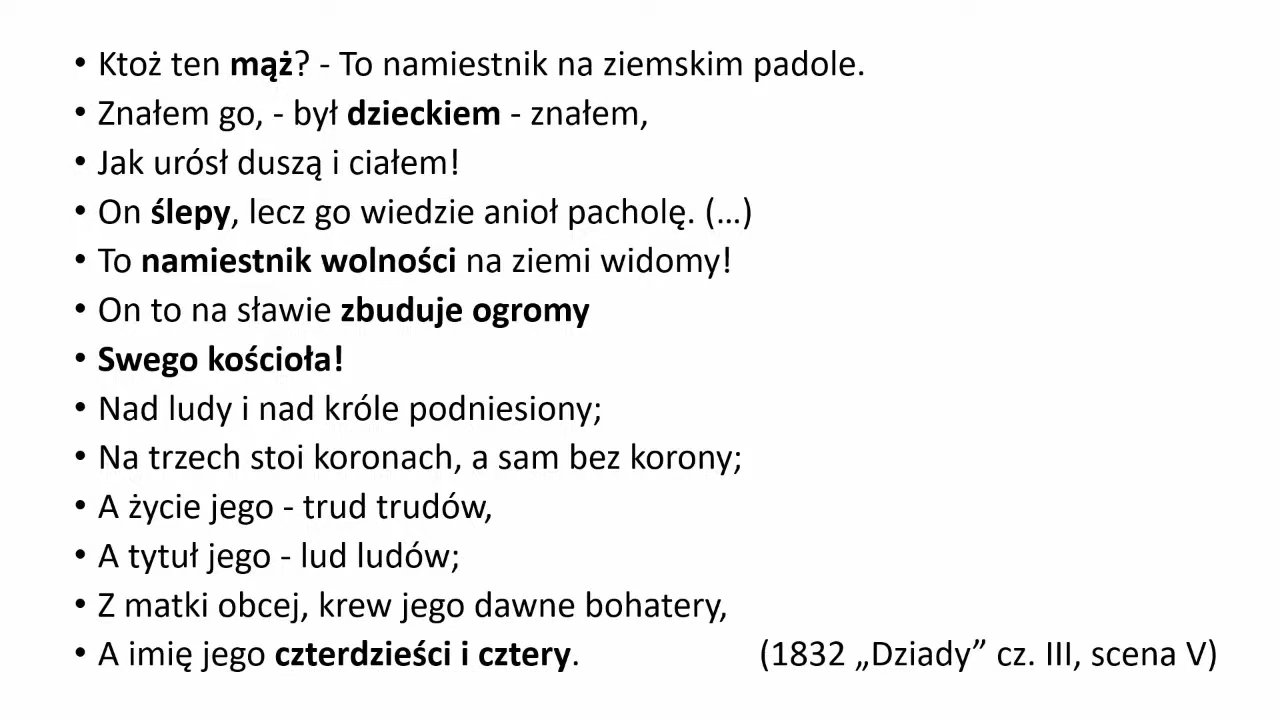 • Ktoż ten mąż? - To namiestnik na ziemskim padole.
• Znałem go, - był dzieckiem - znałem,
• Jak urósł duszą i ciałem!
• On ślepy, lecz go wiedzie anioł pacholę. (…)
• To namiestnik wolności na ziemi widomy!
• On to na sławie zbuduje ogromy
• Swego kościoła!
• Nad ludy i nad króle podniesiony;
• Na trzech stoi koronach, a sam bez korony;
• A życie jego - trud trudów,
• A tytuł jego - lud ludów;
• Z matki obcej, krew jego dawne bohatery,
• A imię jego czterdzieści i cztery. (1832 „Dziady” cz. III, scena V)